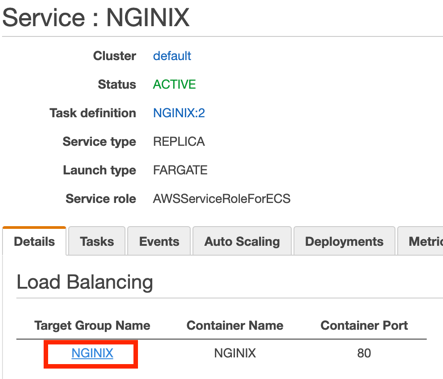 Service : NGINIX
Cluster default
Status ACTIVE
Task definition NGINIX:2
Service type REPLICA
Launch type FARGATE
Service role AWSServiceRoleForECS
Details Tasks Events Auto Scaling Deployments Metric
Load Balancing
Target Group Name Container Name Container Port
NGINIX NGINIX 80